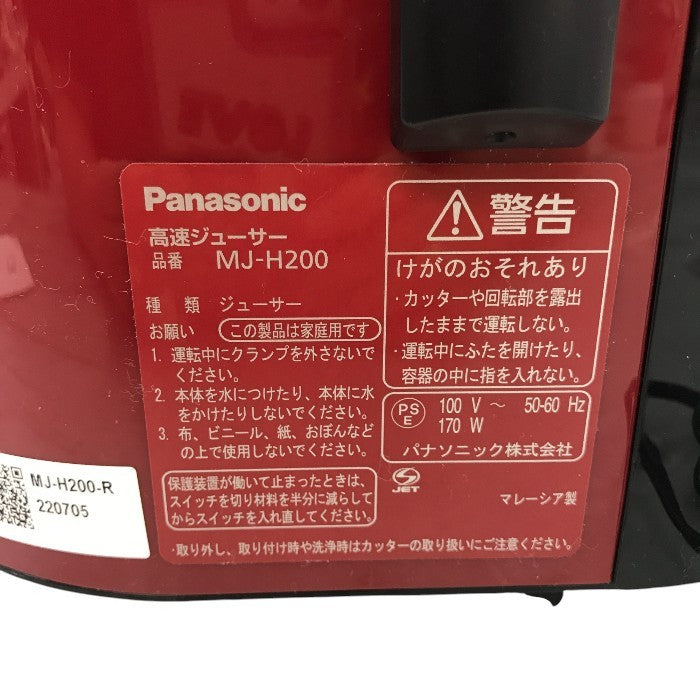 Panasonic
高速ジューサー
品番 MJ-H200
種 類 ジューサー
お願い この製品は家庭用です
1. 運転中にクランプを外さないで
ください。
2. 本体を水につけたり、本体に水
をかけたりしないでください。
3. 布、ビニール、紙、おぼんなど
の上で使用しないでください。
保護装置が働いて止まったときは、
スイッチを切り材料を半分に減らして
からスイッチを入れ直してください。
・取り外し、取り付け時や洗浄時はカッターの取り扱いにご注意ください。
警告
けがのおそれあり
・カッターや回転部を露出
したままで運転しない。
・運転中にふたを開けたり、
容器の中に指を入れない。
PS
E
100 V ～ 50-60 Hz
170 W
パナソニック株式会社
JET
マレーシア製
MJ-H200-R
220705